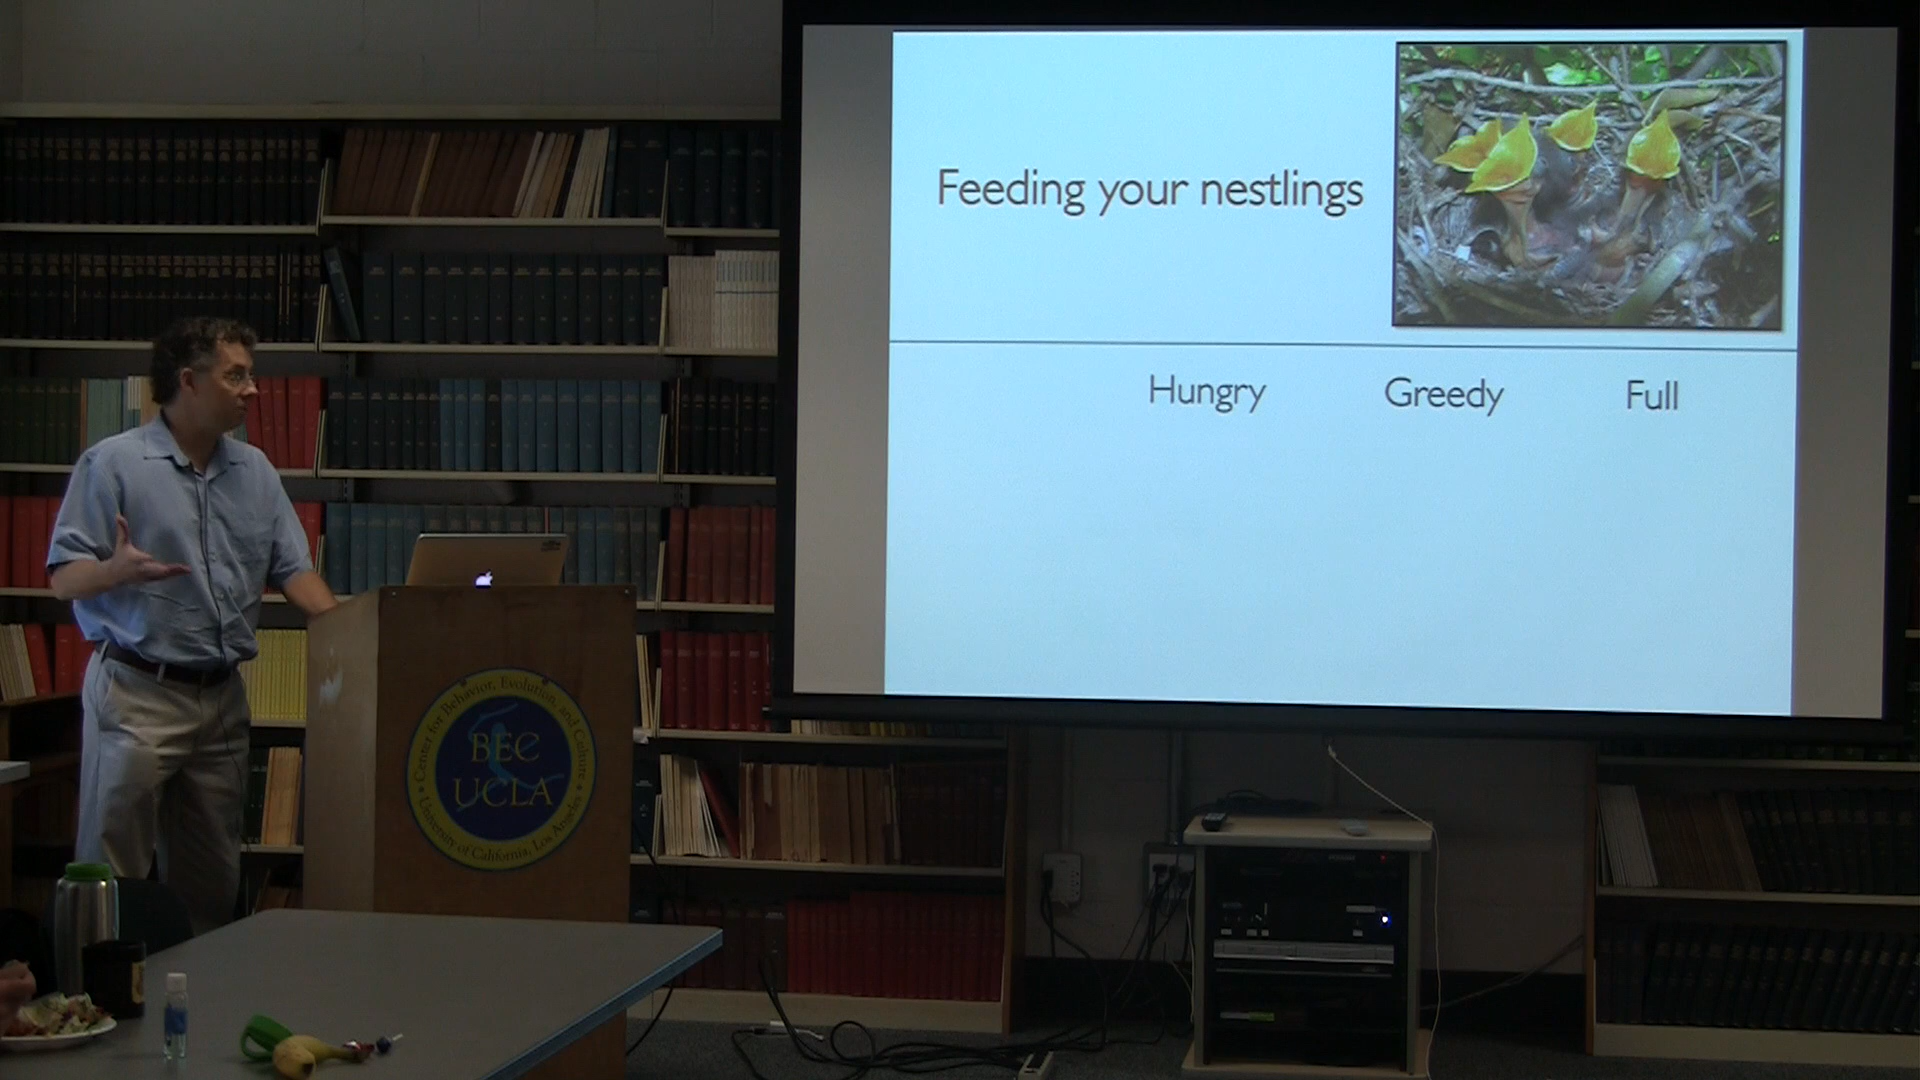 Feeding your nestlings
Hungry Greedy Full
Center for Behavior, Evolution, and Culture
BEC
UCLA
University of California, Los Angeles